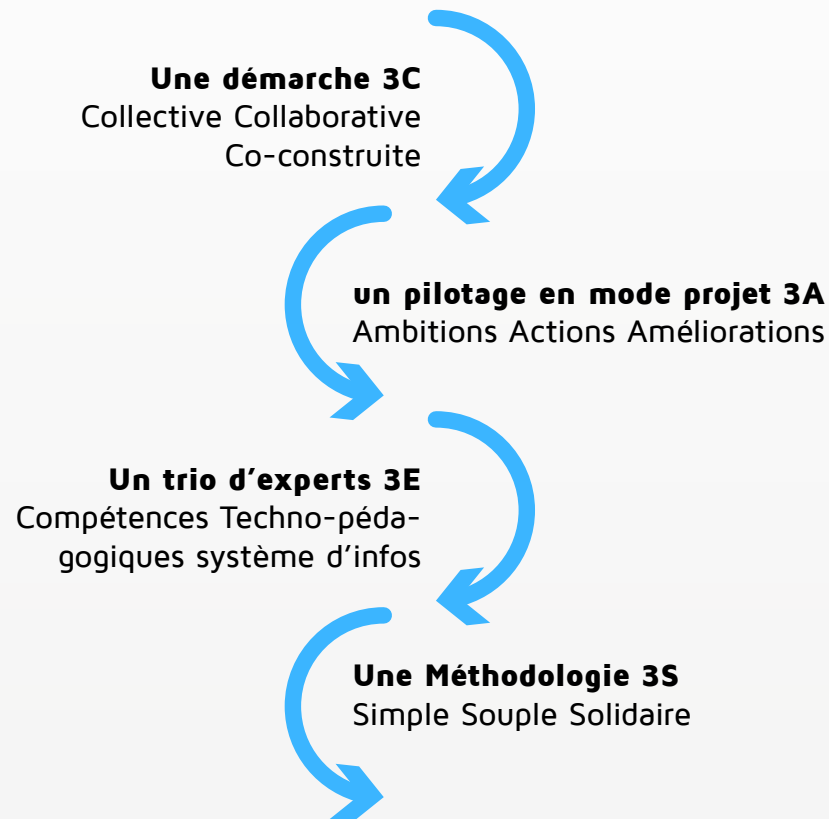 Une démarche 3C
Collective Collaborative
Co-construite
un pilotage en mode projet 3A
Ambitions Actions Améliorations
Un trio d’experts 3E
Compétences Techno-péda-
gogiques système d’infos
Une Méthodologie 3S
Simple Souple Solidaire